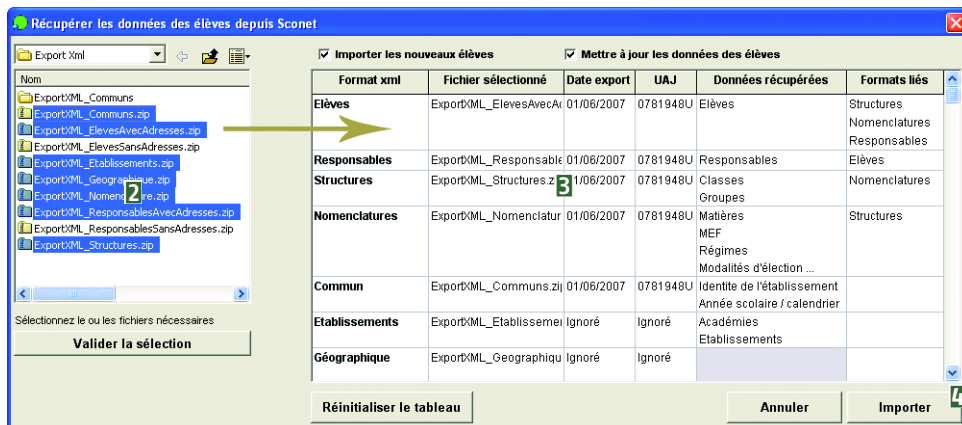 Récupérer les données des élèves depuis Sconet
Export Xml
Importer les nouveaux élèves
Mettre à jour les données des élèves
Nom
ExportXML_Communs
ExportXML_Communs.zip
ExportXML_ElevesAvecAdresses.zip
ExportXML_ElevesSansAdresses.zip
ExportXML_Etablissements.zip
ExportXML_Geographique.zip
2
ExportXML_ResponsablesAvecAdresses.zip
ExportXML_ResponsablesSansAdresses.zip
ExportXML_Structures.zip
Sélectionnez le ou les fichiers nécessaires
Valider la sélection
Format xml Fichier sélectionné Date export UAJ Données récupérées Formats liés
Elèves ExportXML_ElevesAvecA 01/06/2007 0781948U Elèves Structures
Nomenclatures
Responsables
Responsables ExportXML_Responsable 01/06/2007 0781948U Responsables Elèves
Structures ExportXML_Structures.z 3 01/06/2007 0781948U Classes Nomenclatures
Groupes
Nomenclatures ExportXML_Nomenclatur 01/06/2007 0781948U Matières Structures
MEF
Régimes
Modalités d'élection ...
Commun ExportXML_Communs.zi 01/06/2007 0781948U Identite de l'établissement
Année scolaire / calendrier
Etablissements ExportXML_Etablisseme Ignoré Ignoré Académies
Etablissements
Géographique ExportXML_Geographiqu Ignoré Ignoré
Réinitialiser le tableau
Annuler
Importer
4